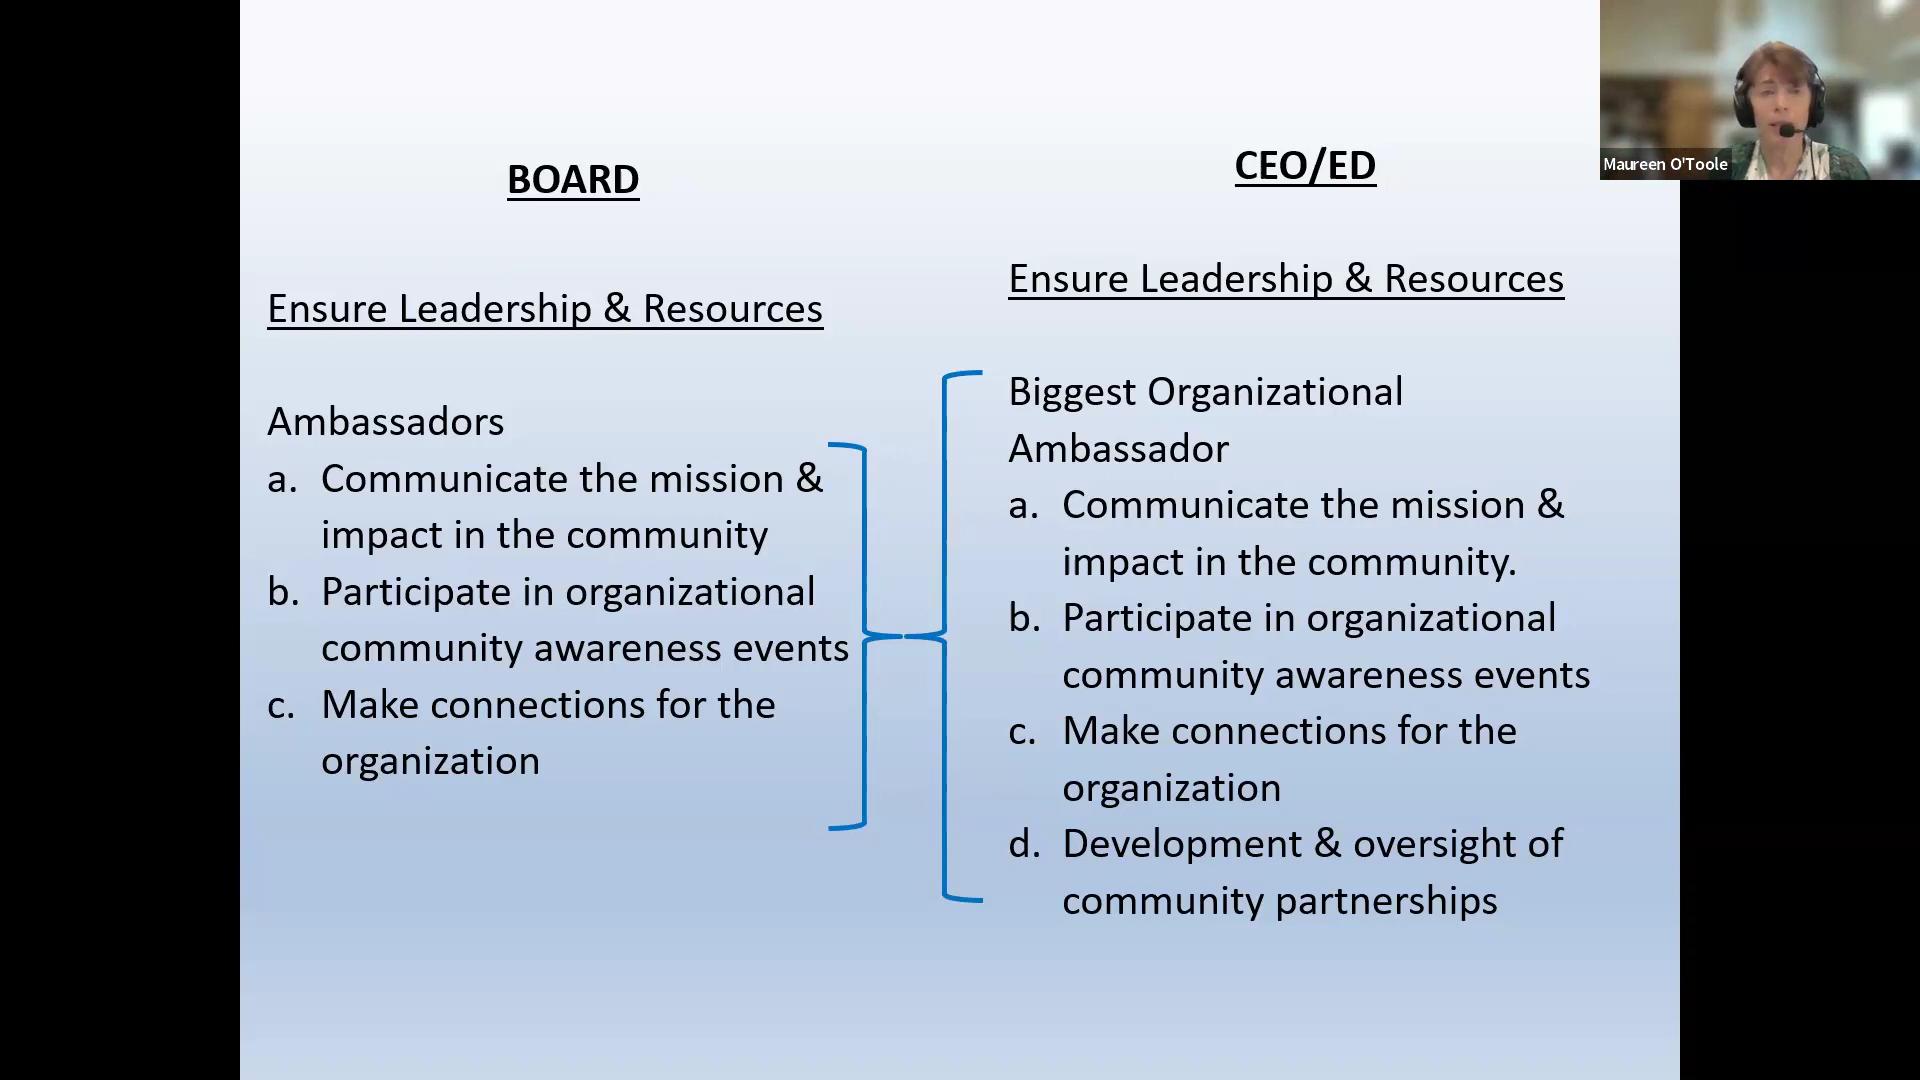 BOARD
Ensure Leadership & Resources
Ambassadors
a. Communicate the mission &
impact in the community
b. Participate in organizational
community awareness events
c. Make connections for the
organization
CEO/ED
Ensure Leadership & Resources
Biggest Organizational
Ambassador
a. Communicate the mission &
impact in the community.
b. Participate in organizational
community awareness events
c. Make connections for the
organization
d. Development & oversight of
community partnerships
Maureen O'Toole